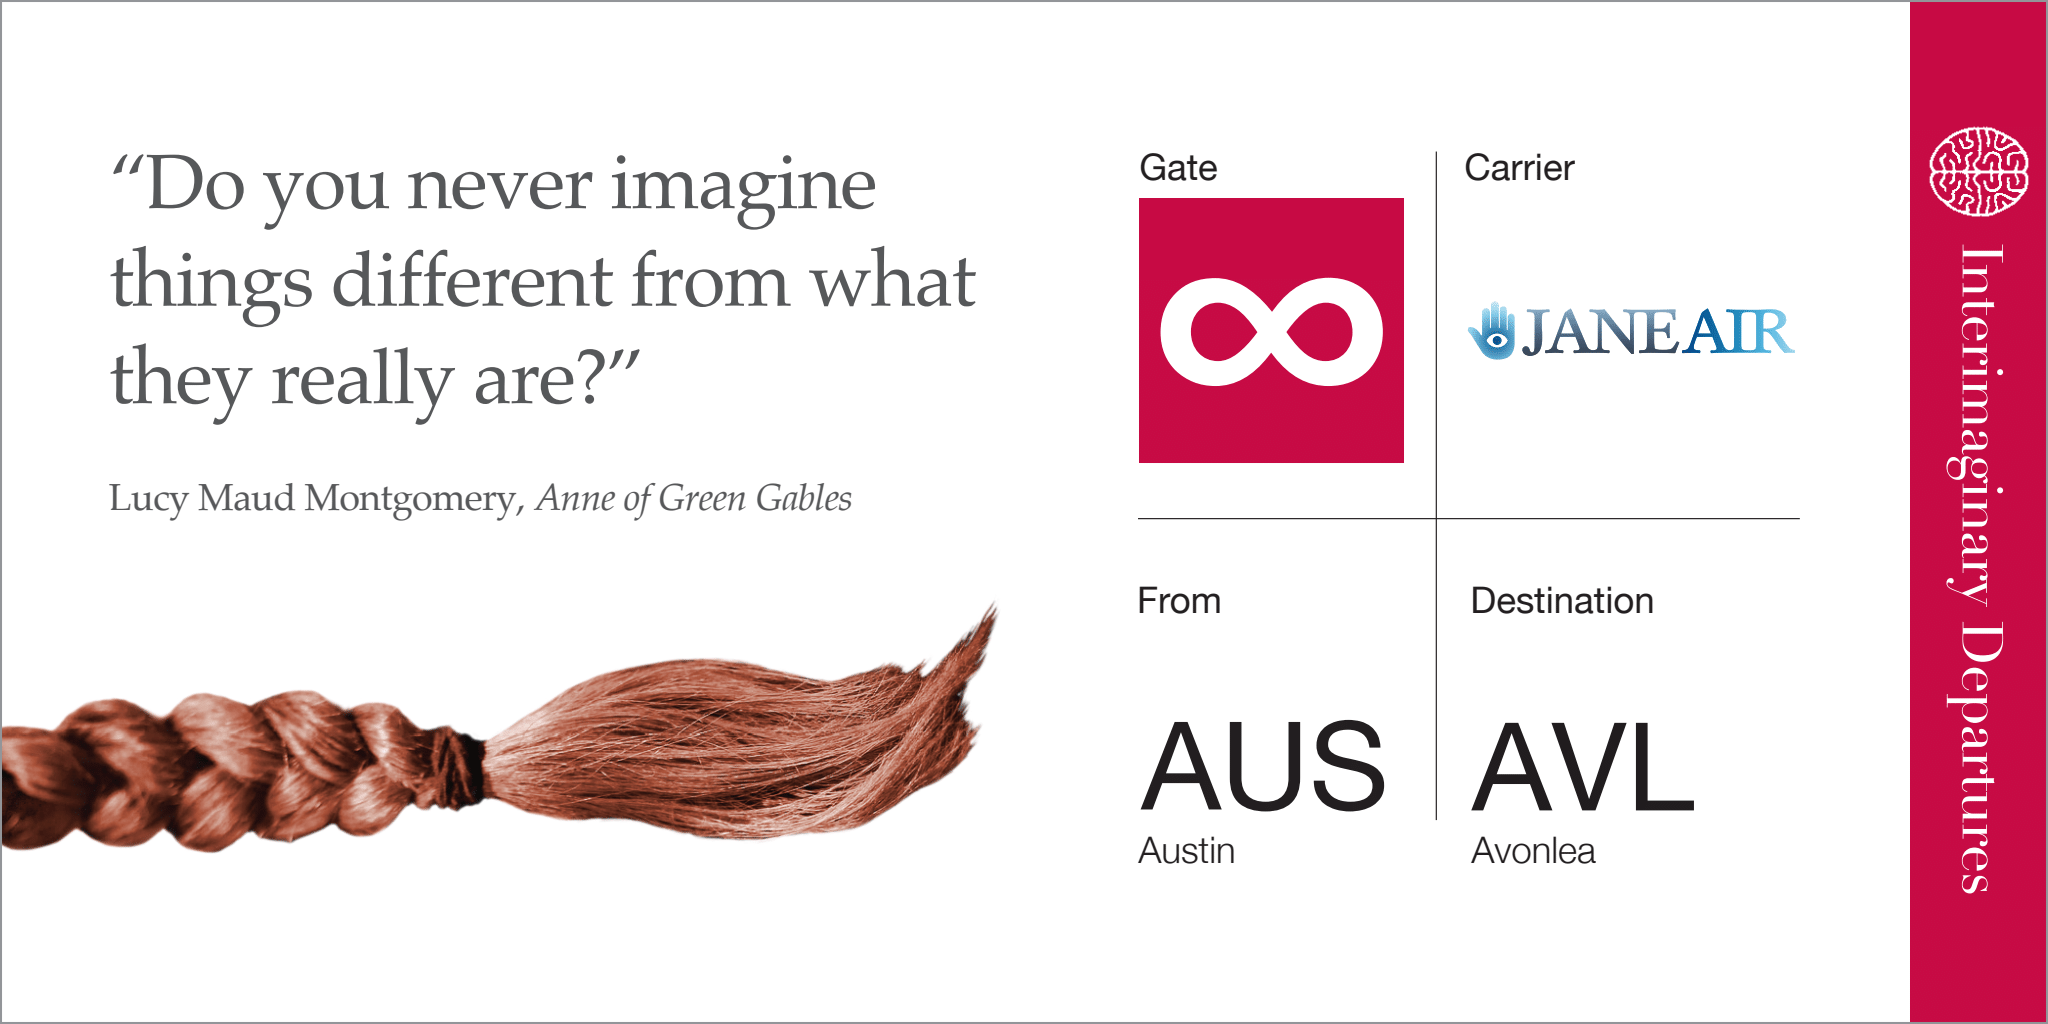 “Do you never imagine
things different from what
they really are?”
Lucy Maud Montgomery, Anne of Green Gables
Gate
Carrier
JANEAIR
From
AUS
Austin
Destination
AVL
Avonlea
Interimaginary Departures